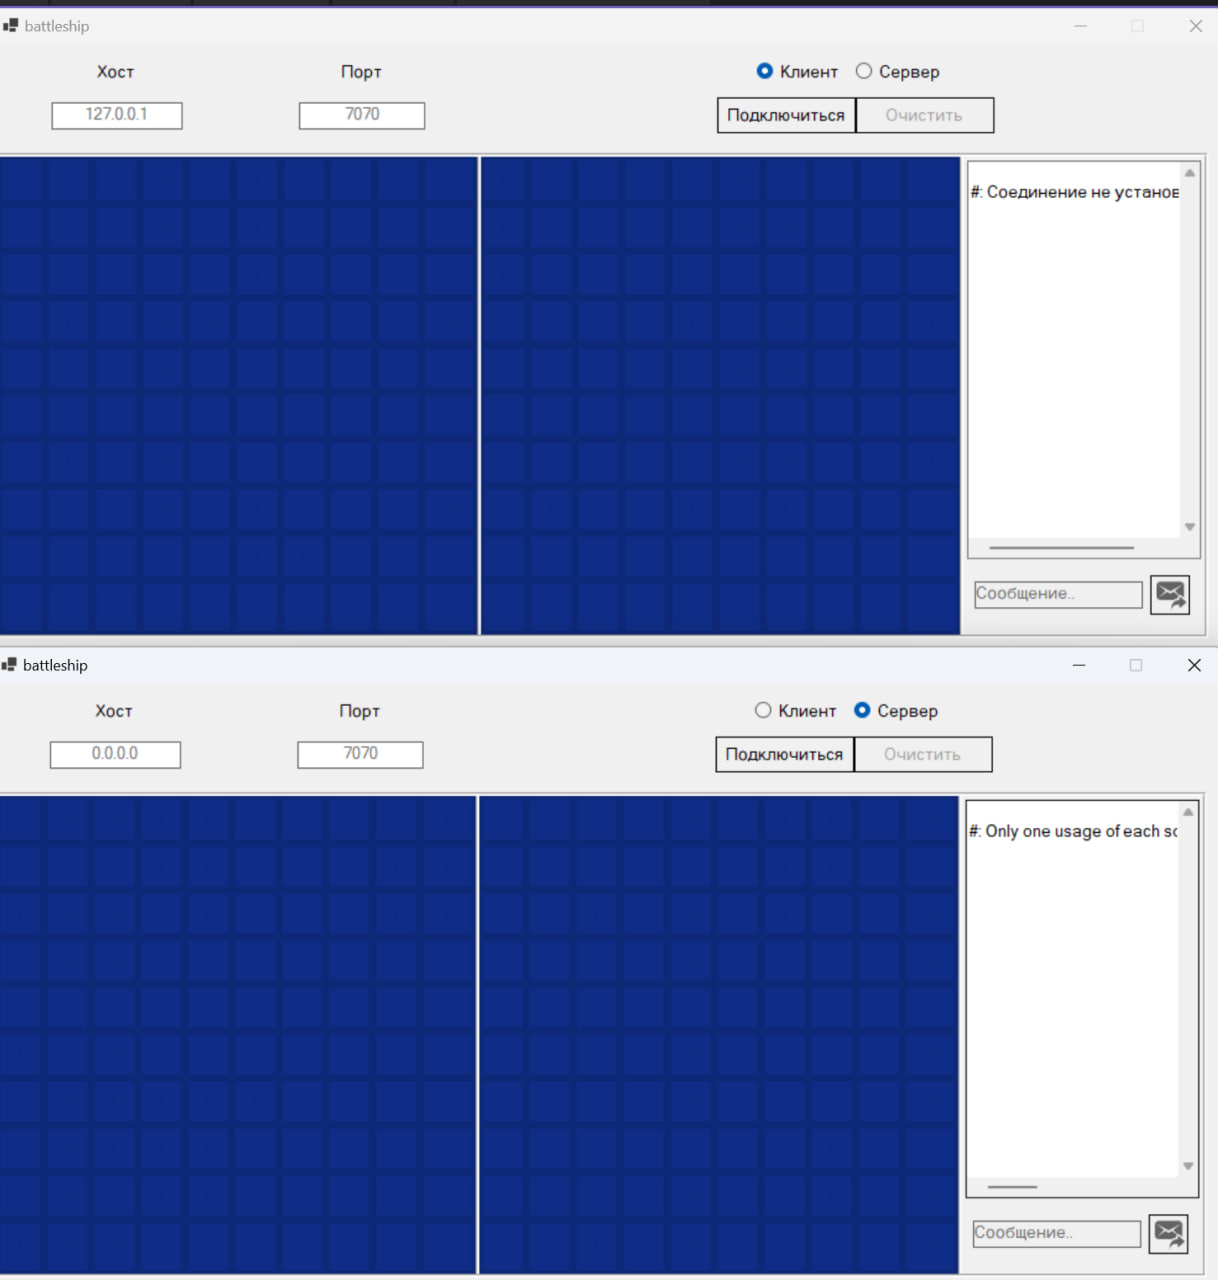 battleship
Хост Порт Клиент Сервер
127.0.0.1 7070 Подключиться Очистить
#: Соединение не установ
Сообщение..
battleship
Хост Порт Клиент Сервер
0.0.0.0 7070 Подключиться Очистить
#: Only one usage of each sc
Сообщение..